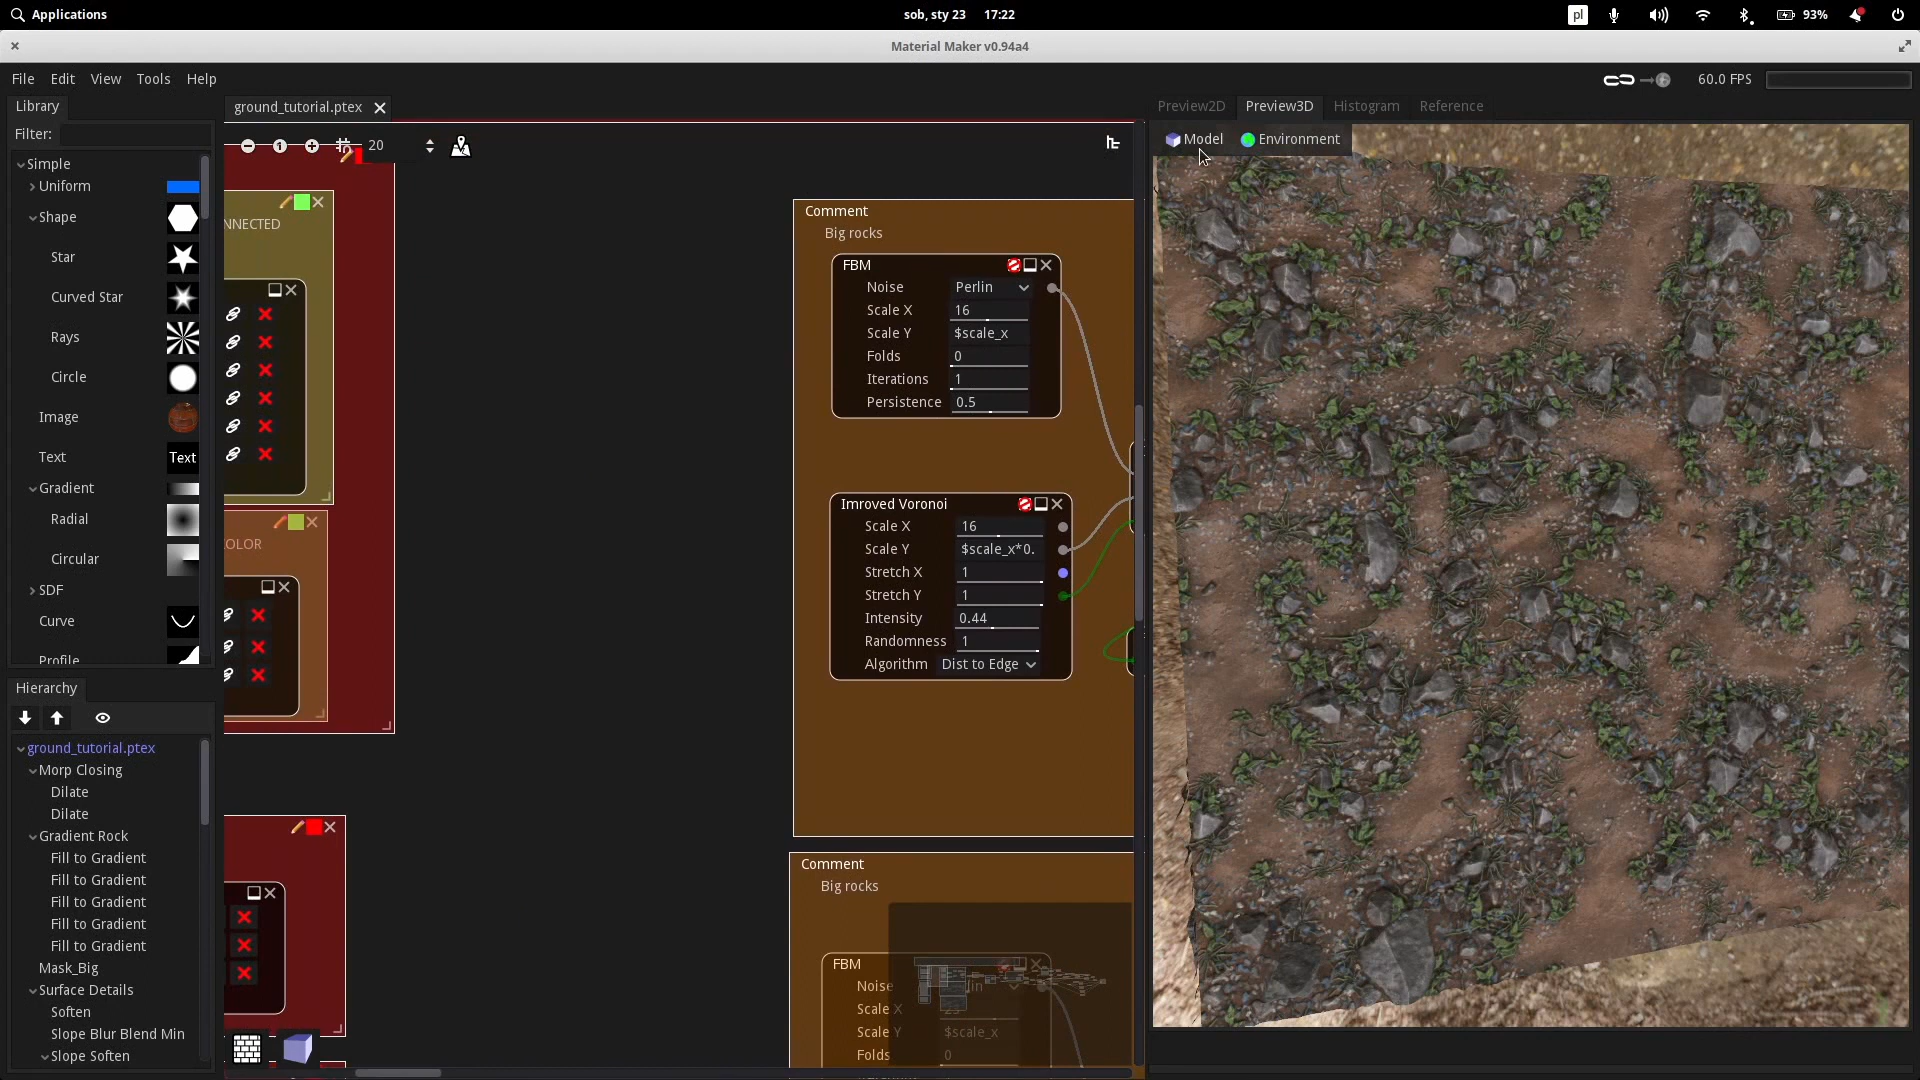 Applications
sob, sty 23 17:22
pl
93%
Material Maker v0.94a4
File Edit View Tools Help
60.0 FPS
Library
Filter:
Simple
Uniform
Shape
Star
Curved Star
Rays
Circle
Image
Text
Text
Gradient
Radial
Circular
SDF
Curve
Profile
Hierarchy
ground_tutorial.ptex
Morp Closing
Dilate
Dilate
Gradient Rock
Fill to Gradient
Fill to Gradient
Fill to Gradient
Fill to Gradient
Fill to Gradient
Mask_Big
Surface Details
Soften
Slope Blur Blend Min
Slope Soften
ground_tutorial.ptex
1
20
NNECTED
OLOR
Comment
Big rocks
FBM
Noise Perlin
Scale X 16
Scale Y $scale_x
Folds 0
Iterations 1
Persistence 0.5
Imroved Voronoi
Scale X 16
Scale Y $scale_x*0.
Stretch X 1
Stretch Y 1
Intensity 0.44
Randomness 1
Algorithm Dist to Edge
Comment
Big rocks
FBM
Noise
Scale X
Scale Y $scale_x
Folds 0
Preview2D Preview3D Histogram Reference
Model Environment